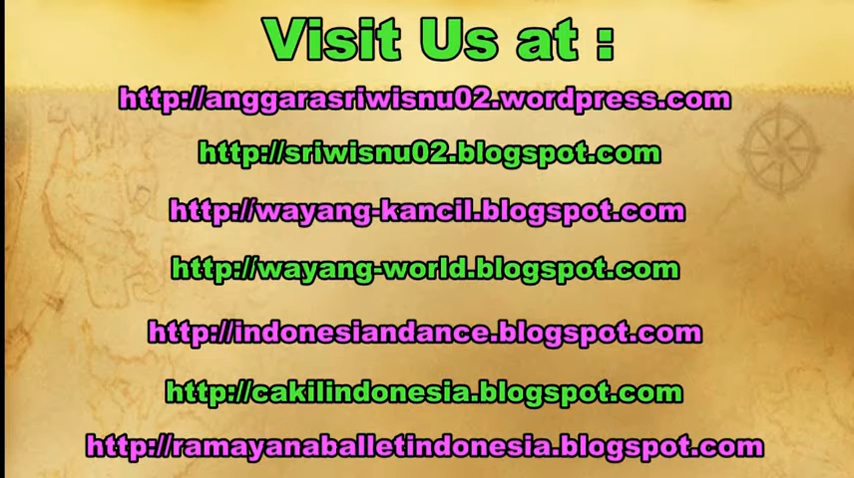 Visit Us at :
http://anggarasriwisnu02.wordpress.com
http://sriwisnu02.blogspot.com
http://wayang-kancil.blogspot.com
http://wayang-world.blogspot.com
http://indonesiandance.blogspot.com
http://cakilindonesia.blogspot.com
http://ramayanaballetindonesia.blogspot.com